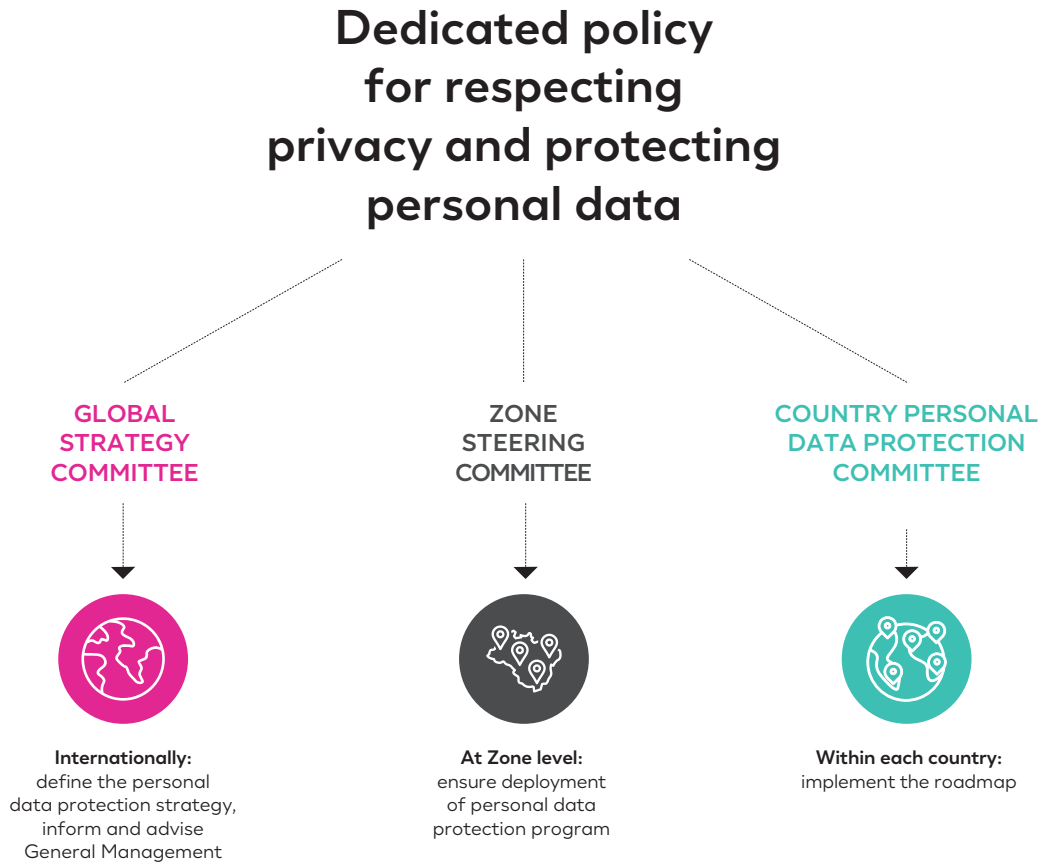 Dedicated policy
for respecting
privacy and protecting
personal data
GLOBAL
STRATEGY
COMMITTEE
ZONE
STEERING
COMMITTEE
COUNTRY PERSONAL
DATA PROTECTION
COMMITTEE
Internationally:
define the personal
data protection strategy,
inform and advise
General Management
At Zone level:
ensure deployment
of personal data
protection program
Within each country:
implement the roadmap